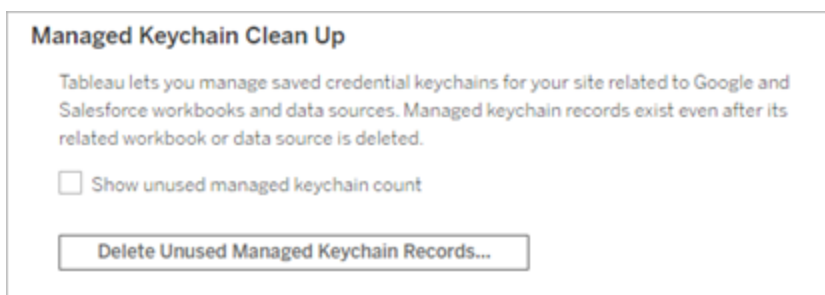 Managed Keychain Clean Up
Tableau lets you manage saved credential keychains for your site related to Google and
Salesforce workbooks and data sources. Managed keychain records exist even after its
related workbook or data source is deleted.
Show unused managed keychain count
Delete Unused Managed Keychain Records...